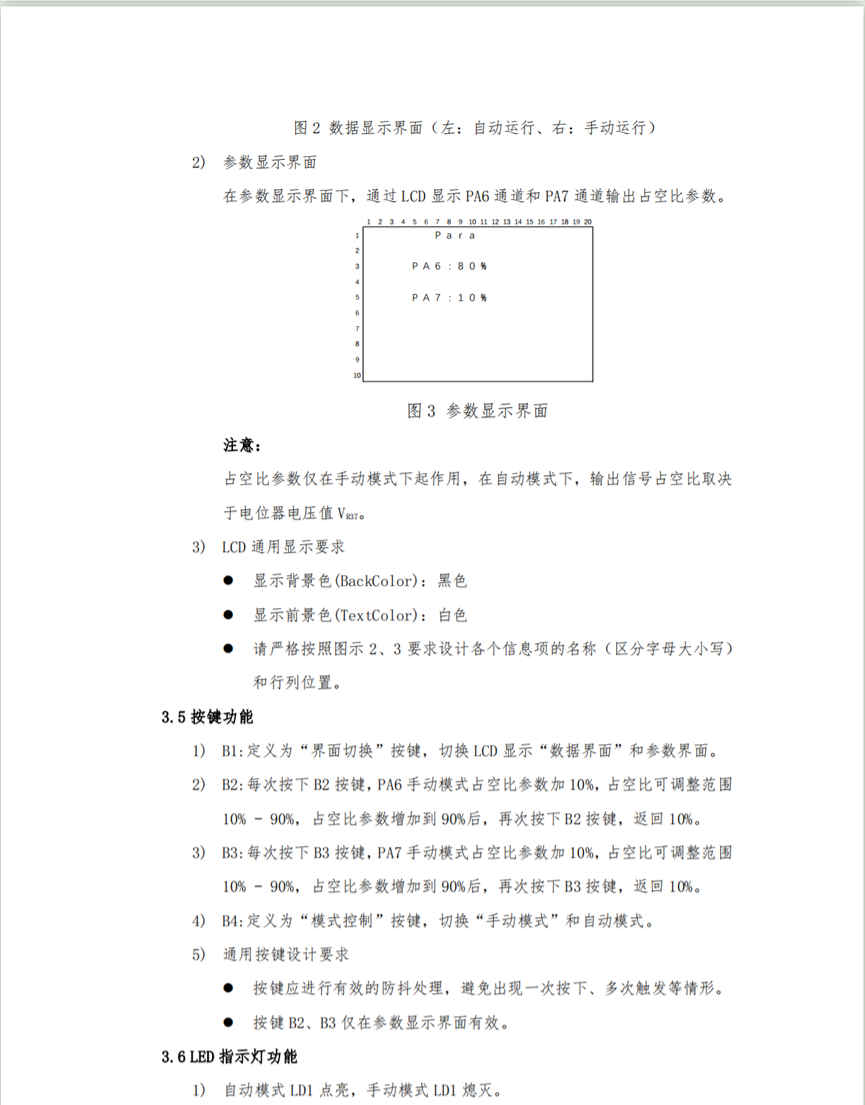 图 2 数据显示界面（左：自动运行、右：手动运行）
2) 参数显示界面
在参数显示界面下，通过 LCD 显示 PA6 通道和 PA7 通道输出占空比参数。
1 2 3 4 5 6 7 8 9 10 11 12 13 14 15 16 17 18 19 20
1 Para
2
3 PA6:80%
4
5 PA7:10%
6
7
8
9
10
图 3 参数显示界面
注意：
占空比参数仅在手动模式下起作用，在自动模式下，输出信号占空比取决
于电位器电压值 VR37。
3) LCD 通用显示要求
● 显示背景色(BackColor)：黑色
● 显示前景色(TextColor)：白色
● 请严格按照图示 2、3 要求设计各个信息项的名称（区分字母大小写）
和行列位置。
3.5 按键功能
1) B1:定义为“界面切换”按键，切换 LCD 显示“数据界面”和参数界面。
2) B2:每次按下 B2 按键，PA6 手动模式占空比参数加 10%，占空比可调整范围
10% - 90%，占空比参数增加到 90%后，再次按下 B2 按键，返回 10%。
3) B3:每次按下 B3 按键，PA7 手动模式占空比参数加 10%，占空比可调整范围
10% - 90%，占空比参数增加到 90%后，再次按下 B3 按键，返回 10%。
4) B4:定义为“模式控制”按键，切换“手动模式”和自动模式。
5) 通用按键设计要求
● 按键应进行有效的防抖处理，避免出现一次按下、多次触发等情形。
● 按键 B2、B3 仅在参数显示界面有效。
3.6 LED 指示灯功能
1) 自动模式 LD1 点亮，手动模式 LD1 熄灭。